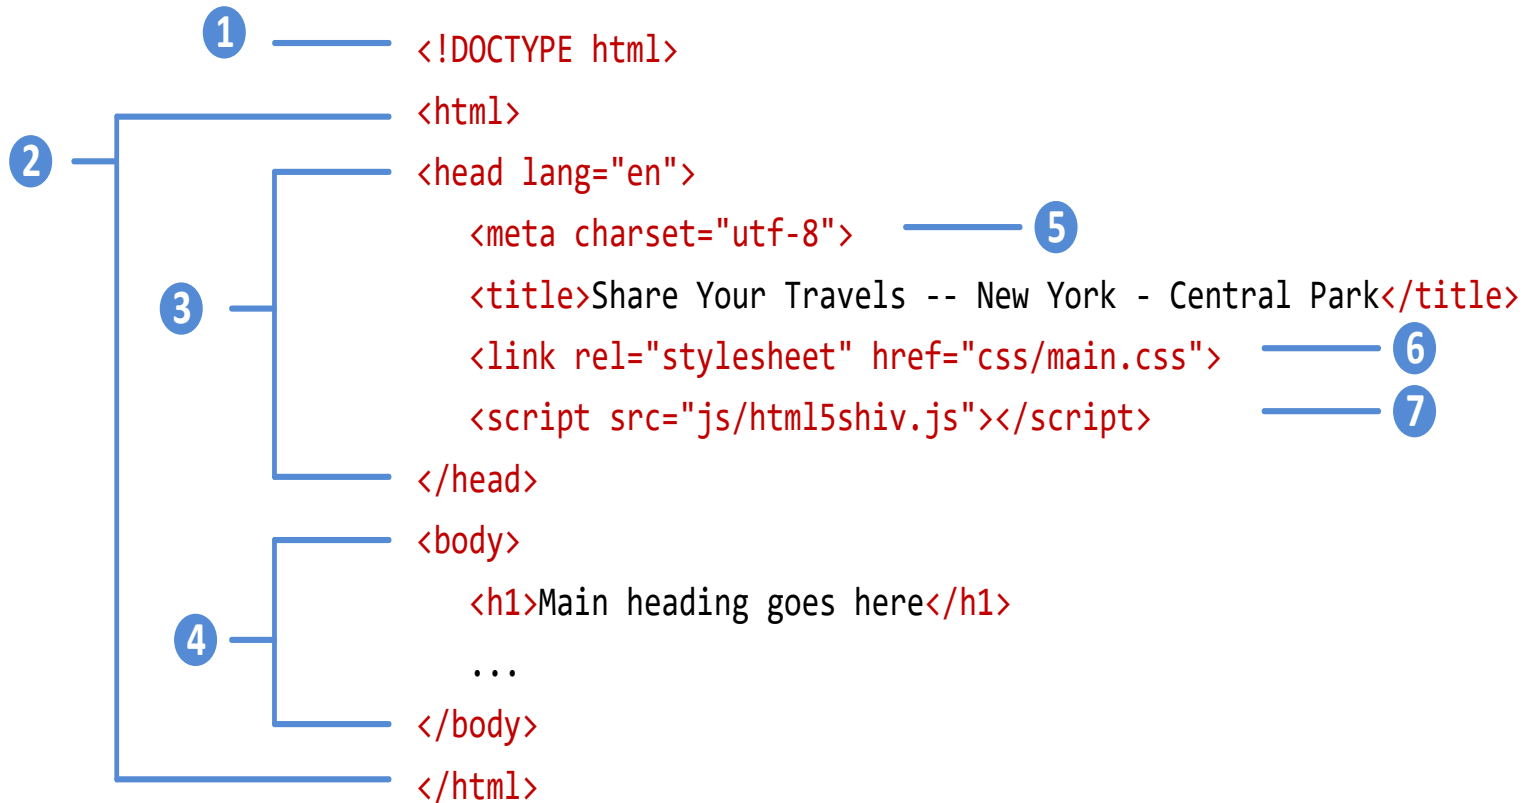 1 <!DOCTYPE html>
<html>
2
<head lang="en">
<meta charset="utf-8"> 5
3 <title>Share Your Travels -- New York - Central Park</title>
<link rel="stylesheet" href="css/main.css"> 6
<script src="js/html5shiv.js"></script> 7
</head>
<body>
<h1>Main heading goes here</h1>
4
...
</body>
</html>